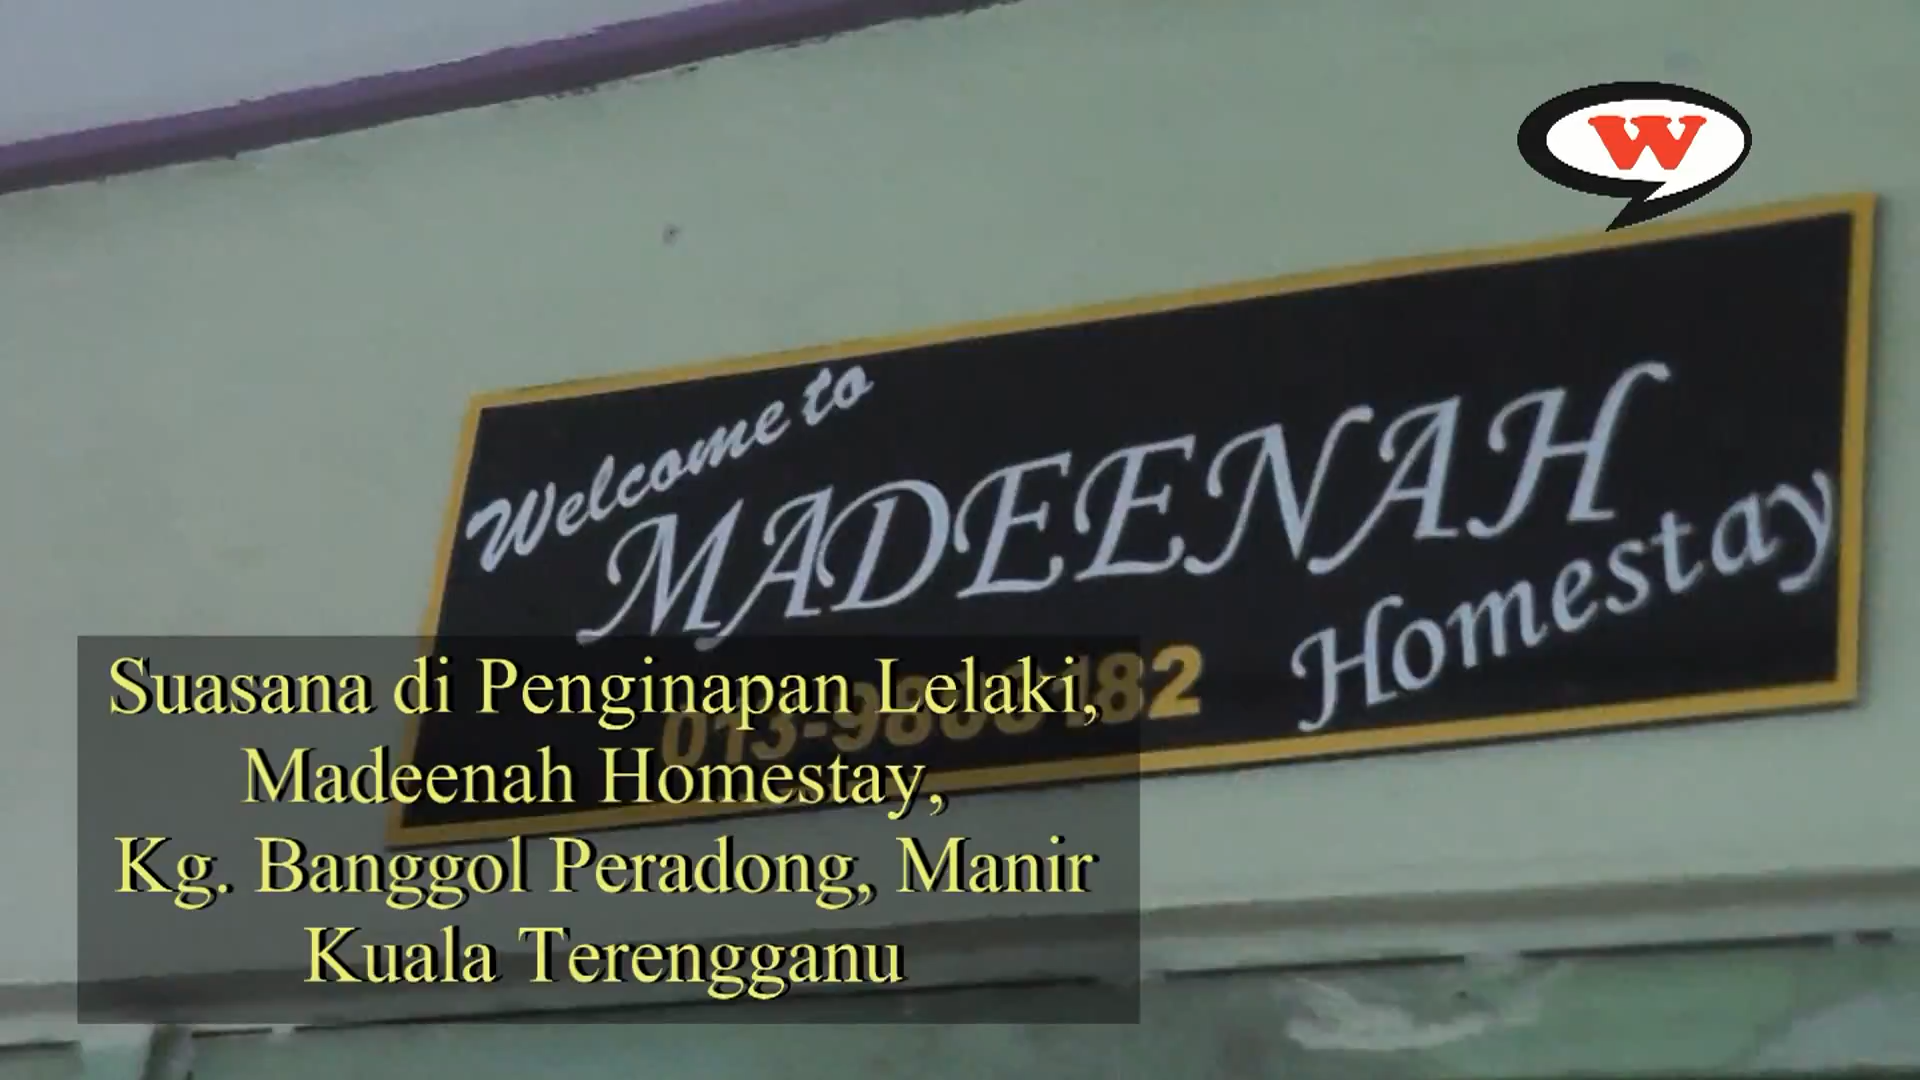 W
Welcome to
MADEENAH
Homestay
Suasana di Penginapan Lelaki,
Madeenah Homestay,
Kg. Banggol Peradong, Manir
Kuala Terengganu